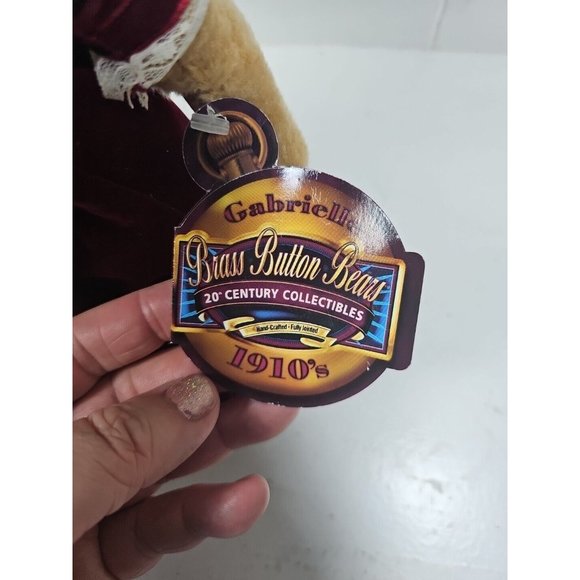 Gabrielle
Brass Button Bears
20th CENTURY COLLECTIBLES
Hand-Crafted • Fully Jointed
1910's